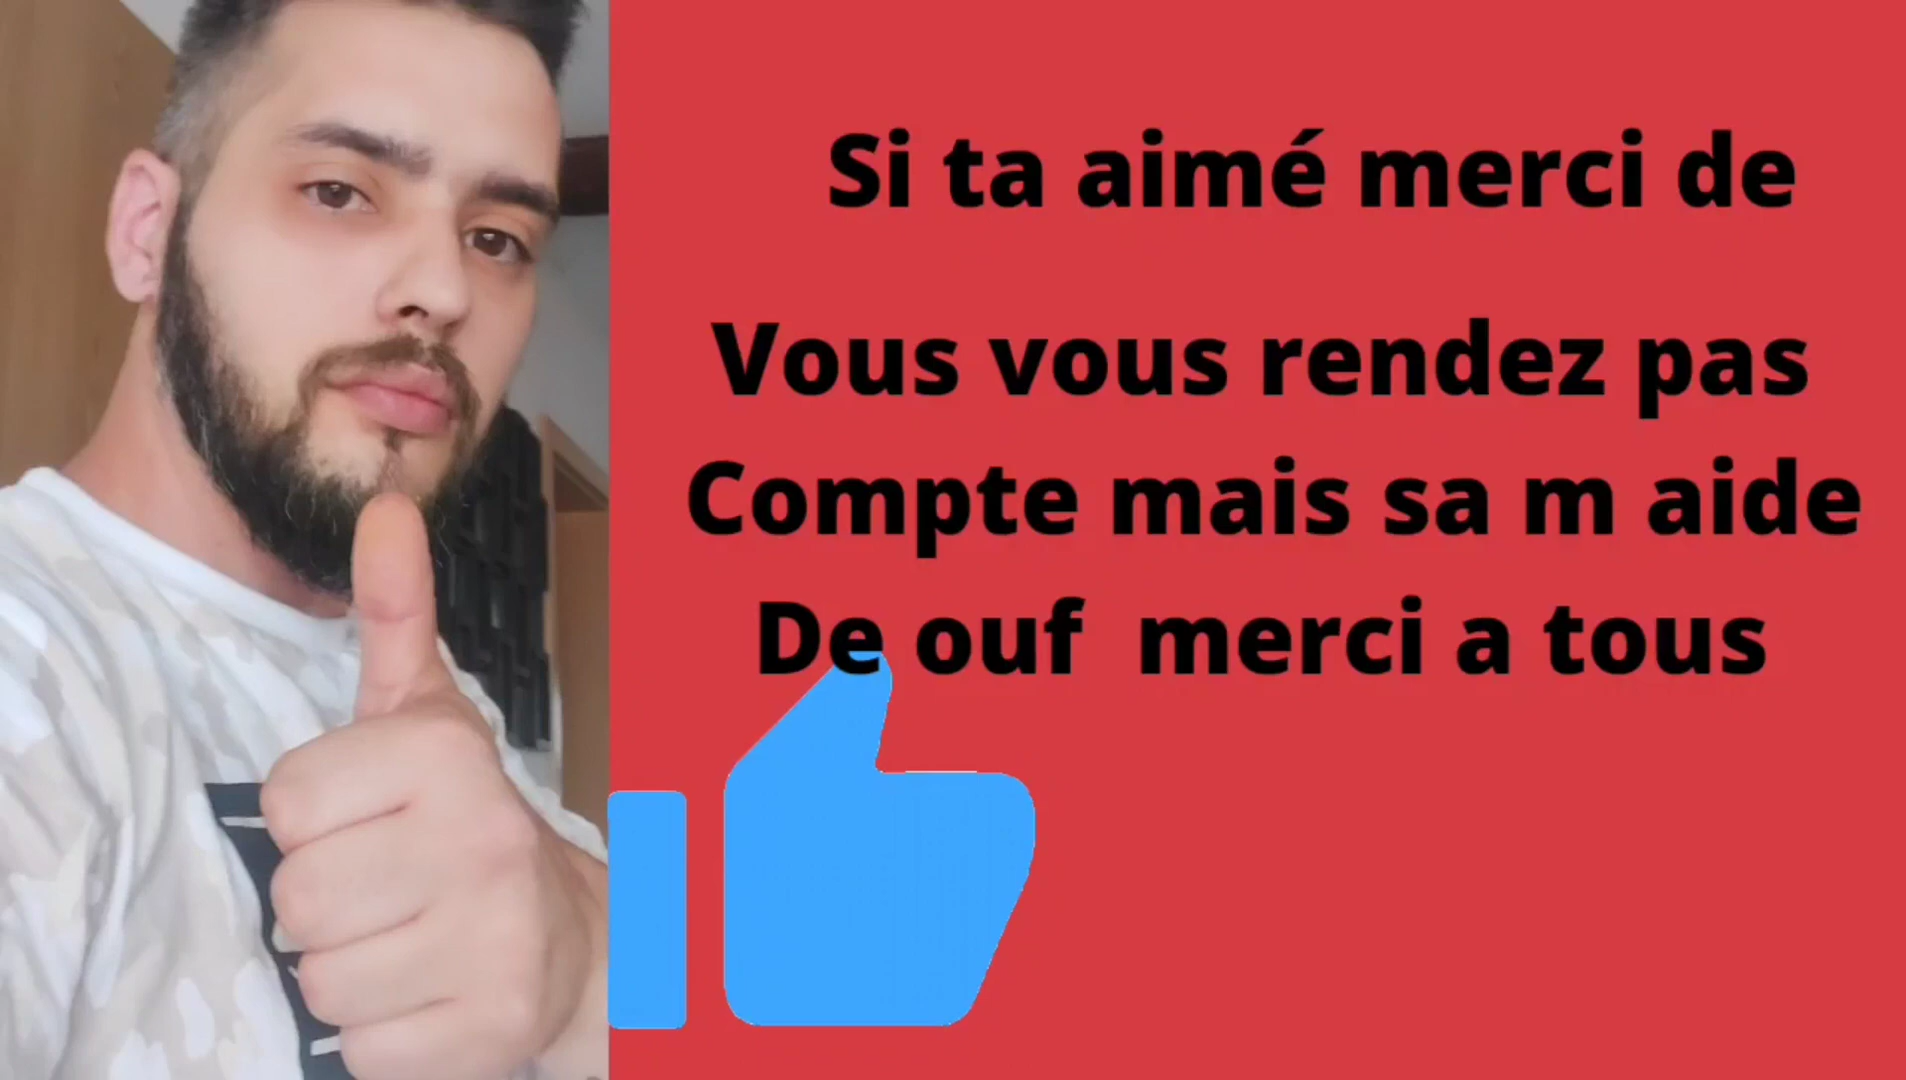 Si ta aimé merci de
Vous vous rendez pas
Compte mais sa m aide
De ouf merci a tous